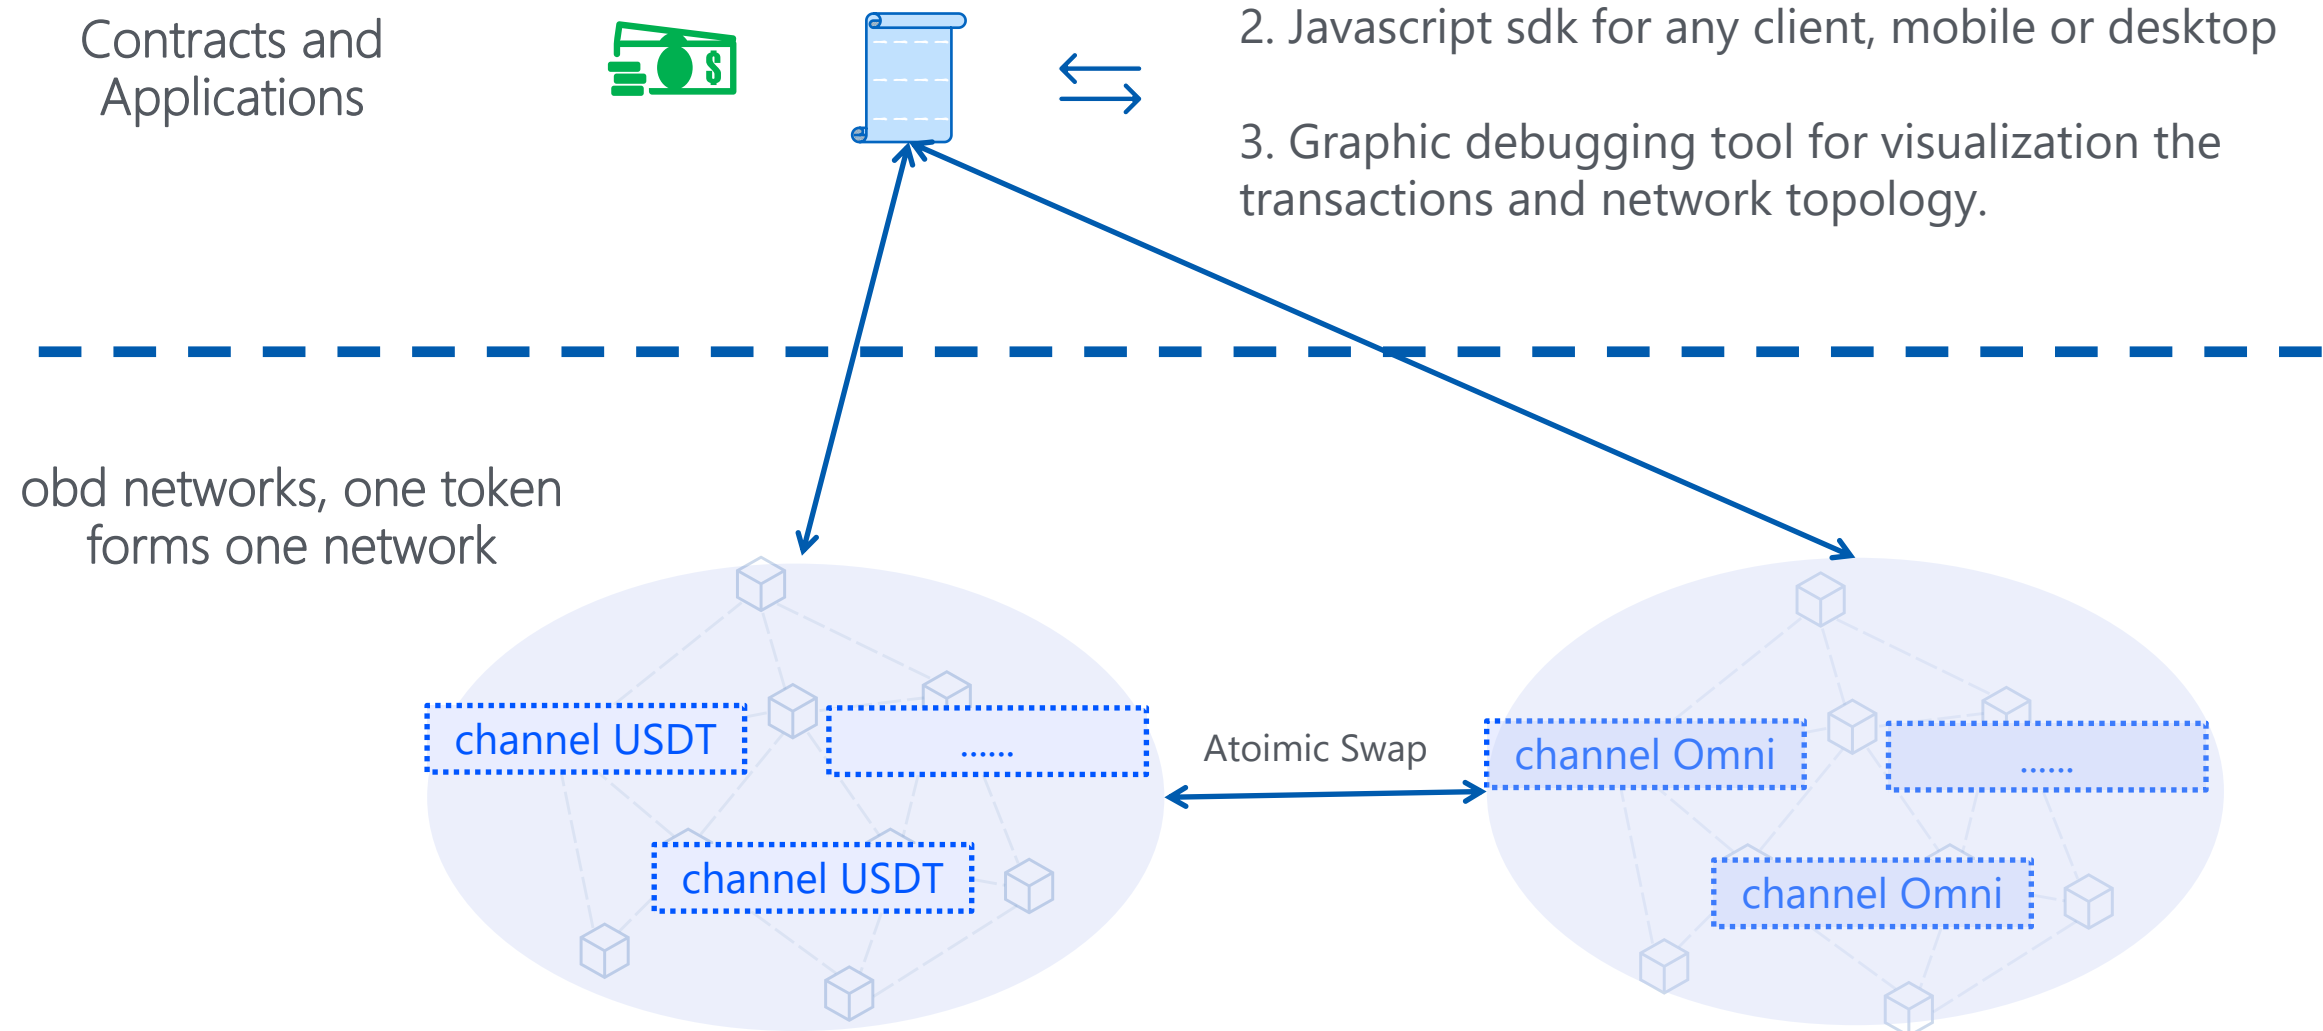 Contracts and
Applications
$
2. Javascript sdk for any client, mobile or desktop
3. Graphic debugging tool for visualization the
transactions and network topology.
obd networks, one token
forms one network
channel USDT
......
channel USDT
Atoimic Swap
channel Omni
......
channel Omni